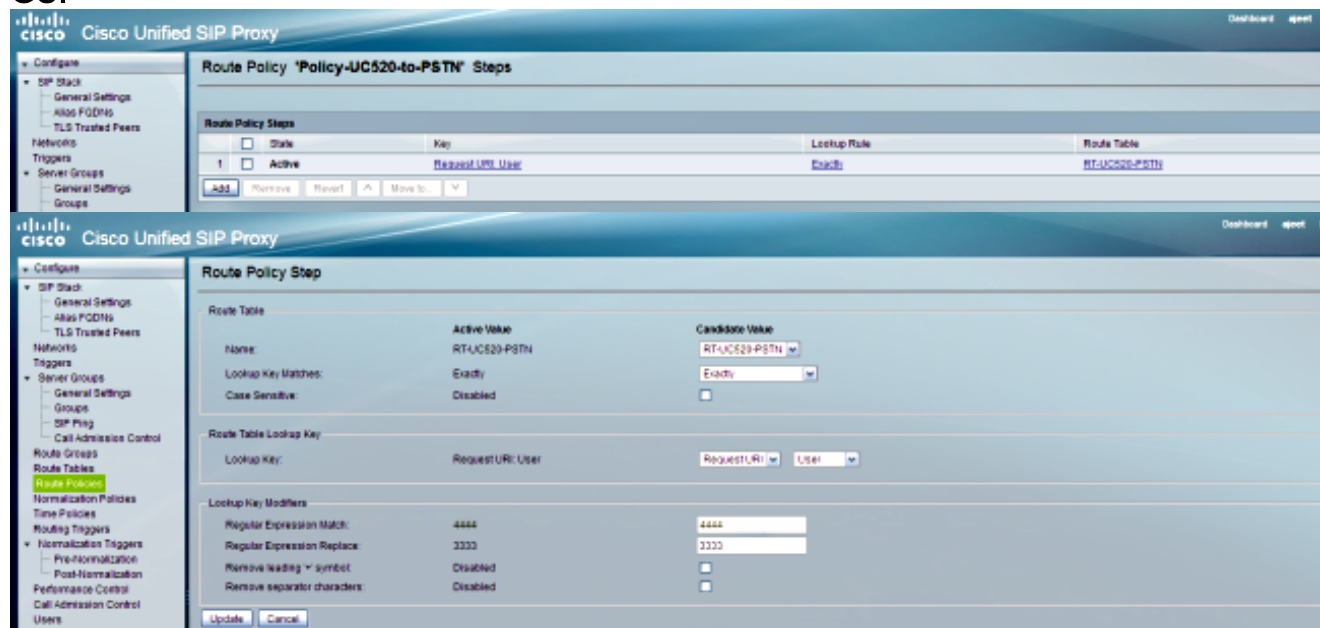 cisco Cisco Unified SIP Proxy
Dashboard ajeet
Configure
SIP Stack
General Settings
Alias FQDNs
TLS Trusted Peers
Networks
Triggers
Server Groups
General Settings
Groups
Route Policy 'Policy-UC520-to-PSTN' Steps
Route Policy Steps
State Key Lookup Rule Route Table
1 Active Request URI: User Exactly RT-UC520-PSTN
Add Remove Revert Move to...
cisco Cisco Unified SIP Proxy
Dashboard ajeet
Configure
SIP Stack
General Settings
Alias FQDNs
TLS Trusted Peers
Networks
Triggers
Server Groups
General Settings
Groups
SIP Ping
Call Admission Control
Route Groups
Route Tables
Route Policies
Normalization Policies
Time Policies
Routing Triggers
Normalization Triggers
Pre-Normalization
Post-Normalization
Performance Control
Call Admission Control
Users
Route Policy Step
Route Table
Active Value Candidate Value
Name: RT-UC520-PSTN RT-UC520-PSTN
Lookup Key Matches: Exactly Exactly
Case Sensitive: Disabled
Route Table Lookup Key
Lookup Key: Request URI: User Request URI User
Lookup Key Modifiers
Regular Expression Match: 4444 4444
Regular Expression Replace: 3333 3333
Remove leading '+' symbol: Disabled
Remove separator characters: Disabled
Update Cancel